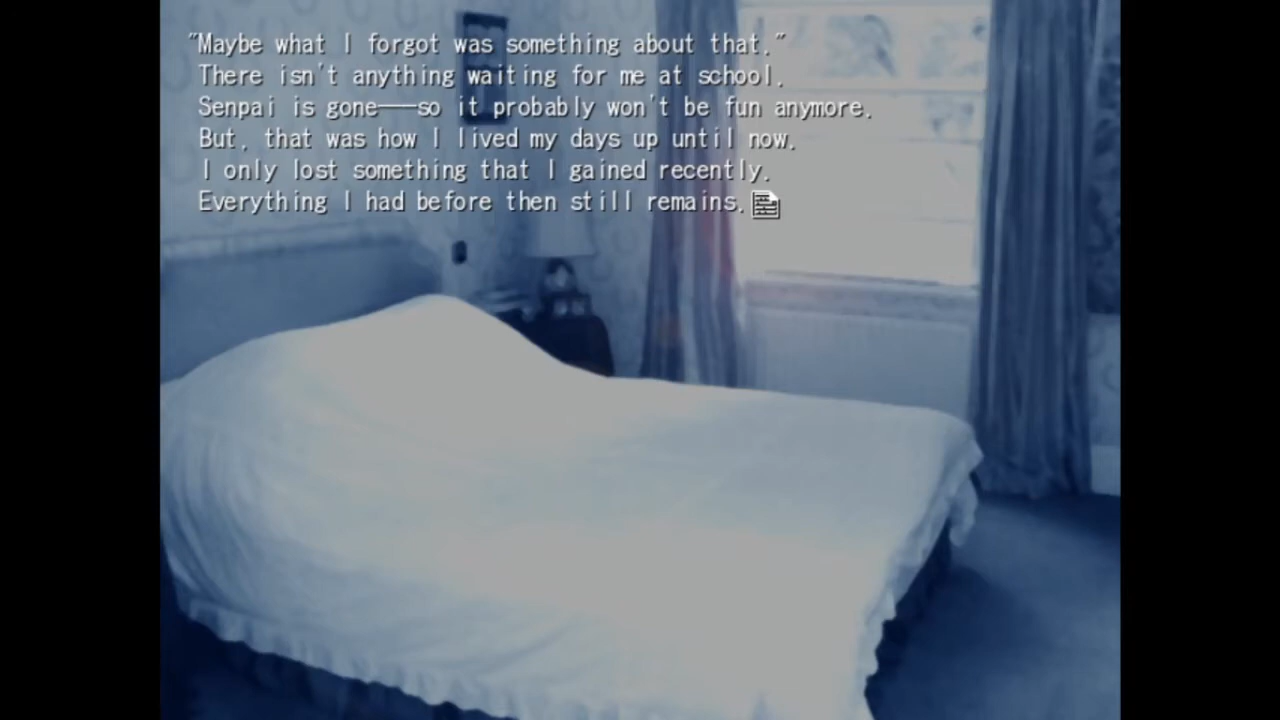 "Maybe what I forgot was something about that."
There isn't anything waiting for me at school.
Senpai is gone――so it probably won't be fun anymore.
But, that was how I lived my days up until now.
I only lost something that I gained recently.
Everything I had before then still remains.